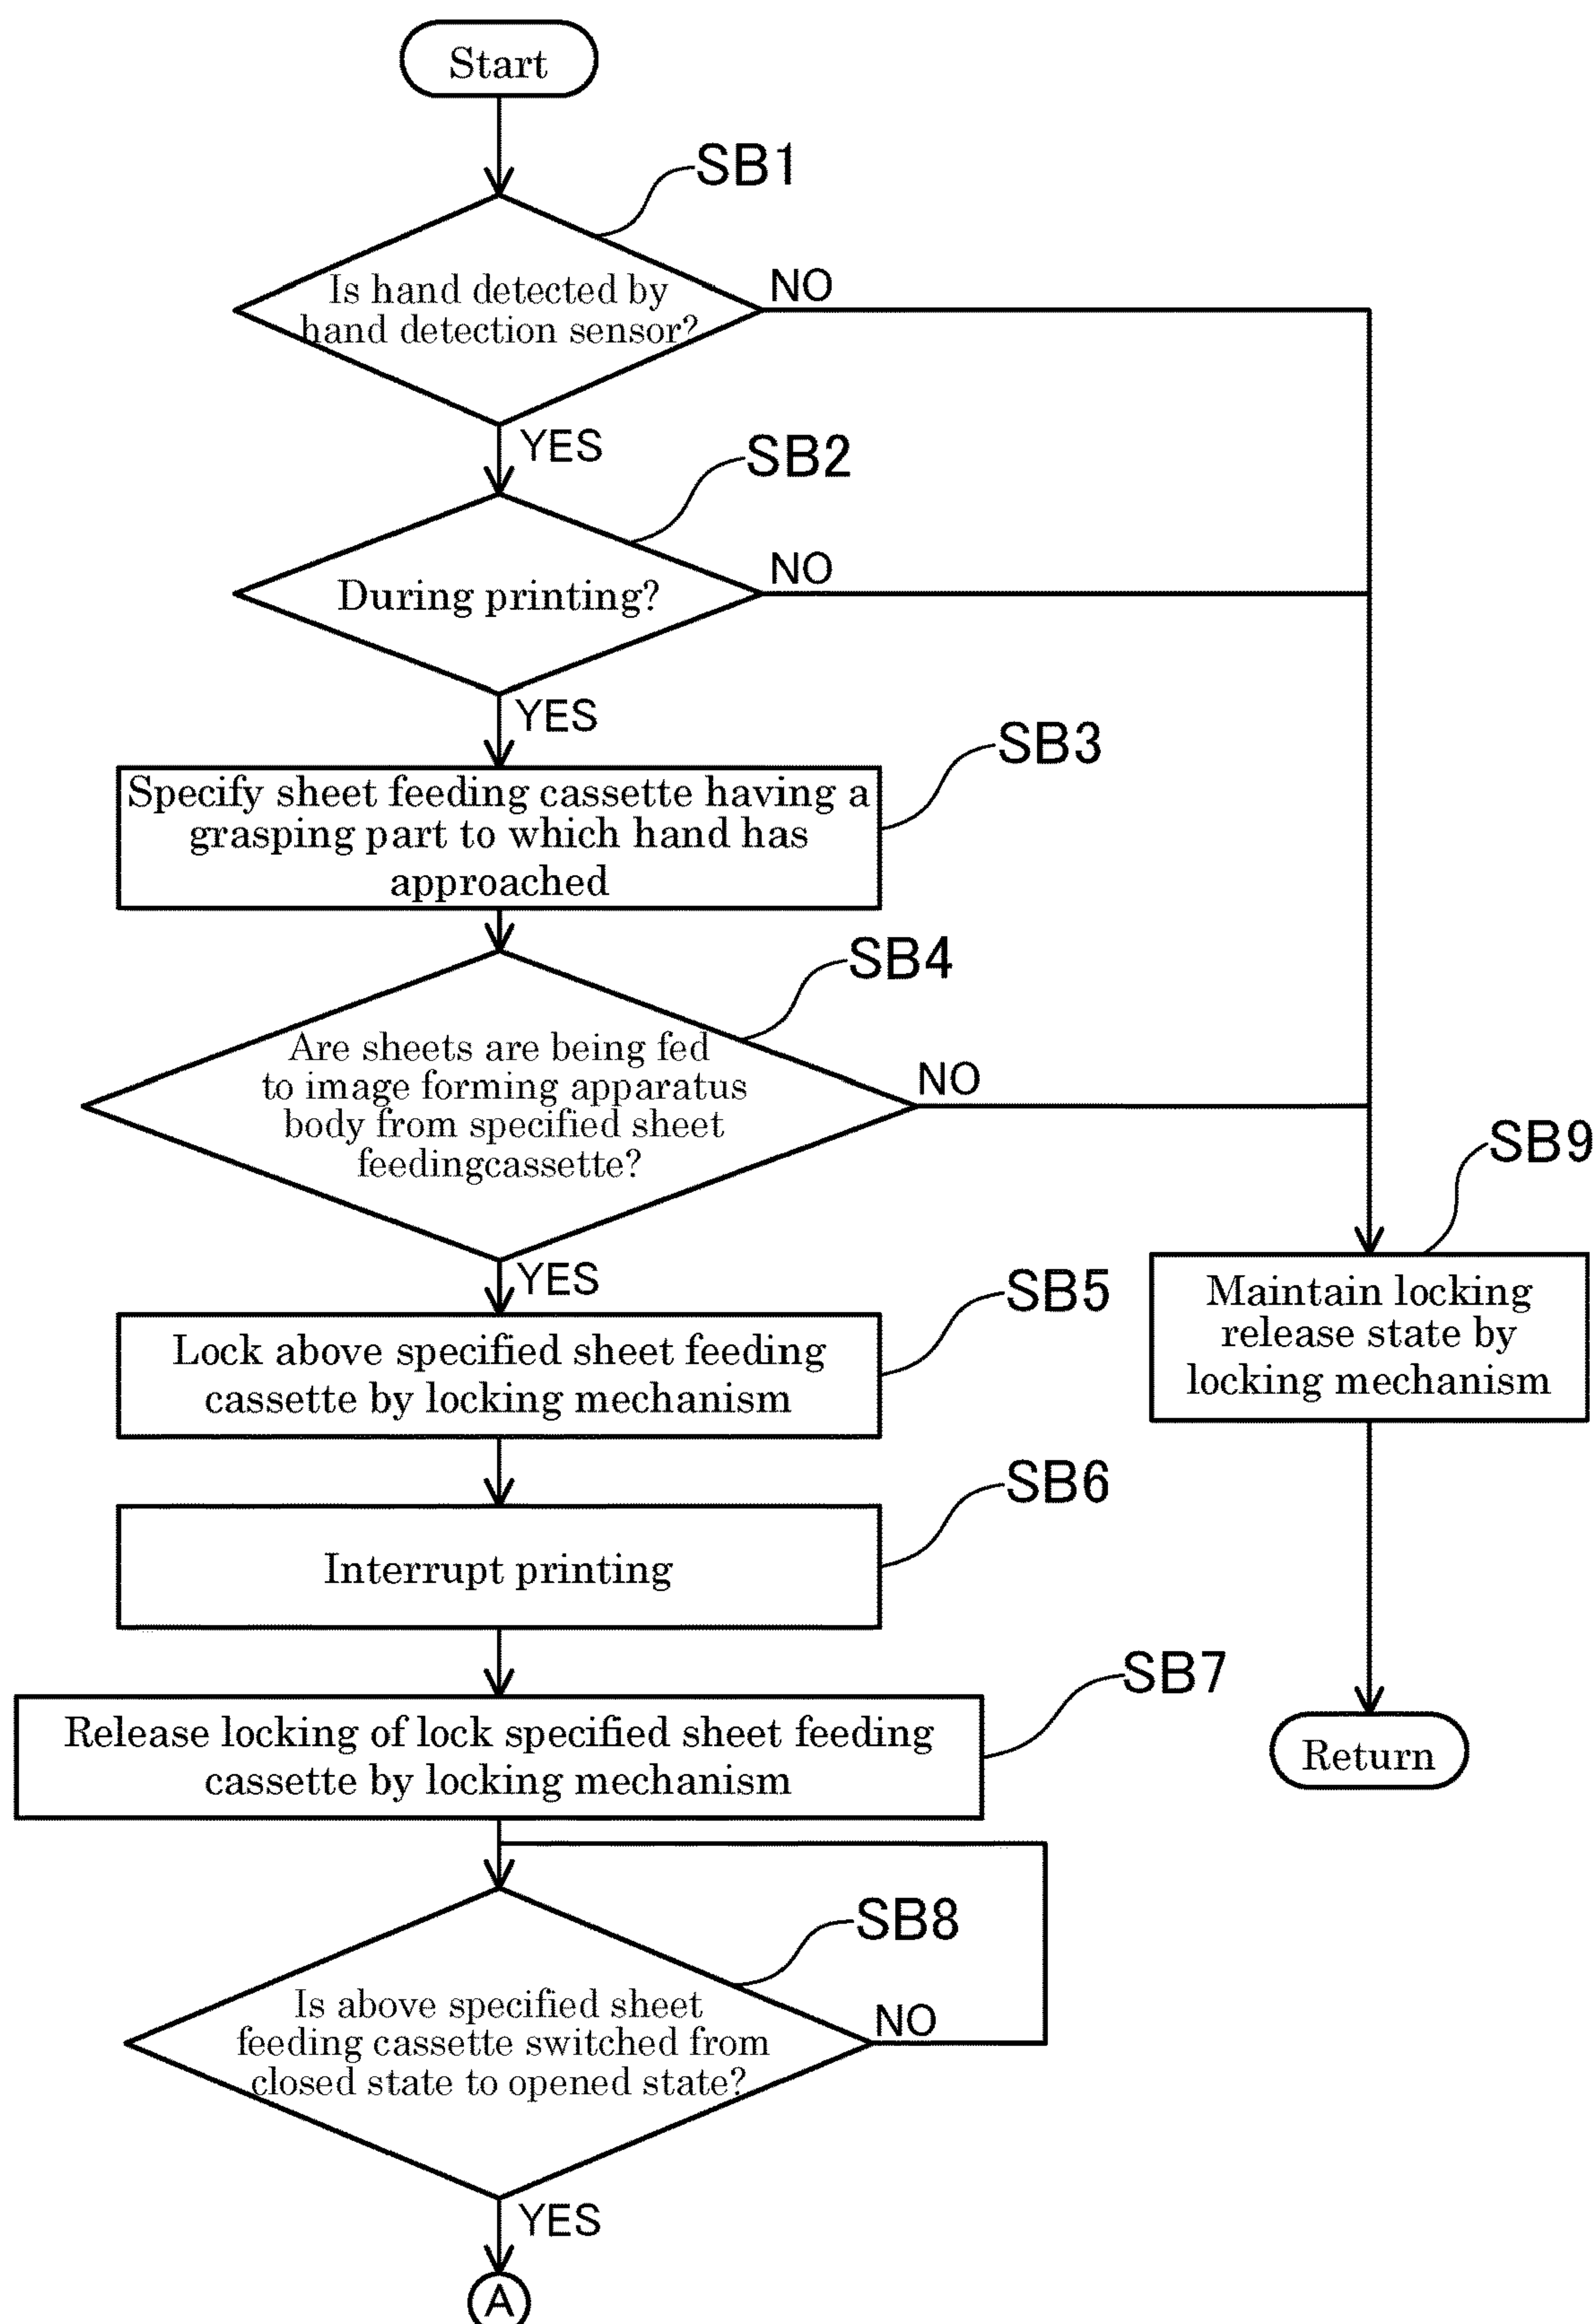 Start
SB1
Is hand detected by
hand detection sensor?
NO
YES
SB2
During printing?
NO
YES
SB3
Specify sheet feeding cassette having a
grasping part to which hand has
approached
SB4
Are sheets are being fed
to image forming apparatus
body from specified sheet
feedingcassette?
NO
YES
SB9
Maintain locking
release state by
locking mechanism
SB5
Lock above specified sheet feeding
cassette by locking mechanism
SB6
Interrupt printing
SB7
Release locking of lock specified sheet feeding
cassette by locking mechanism
Return
SB8
Is above specified sheet
feeding cassette switched from
closed state to opened state?
NO
YES
A